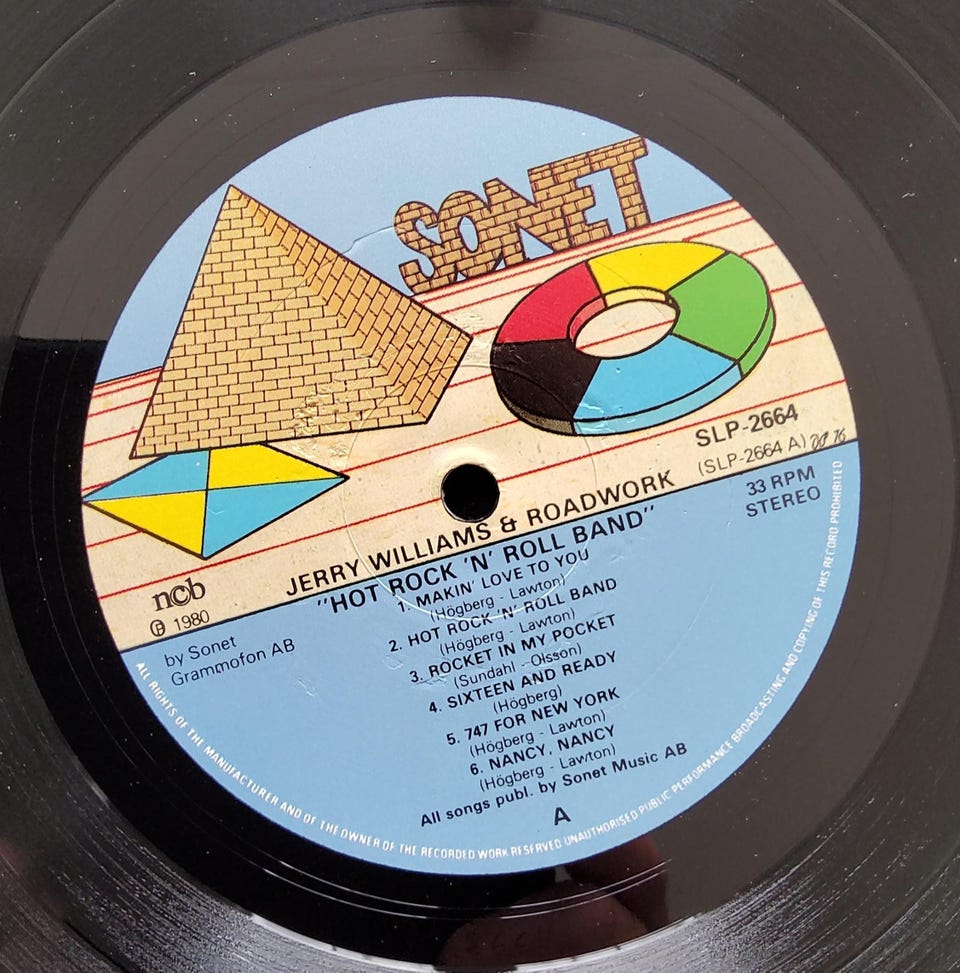 SONET
SLP-2664
(SLP-2664 A)
33 RPM
STEREO
ncb
Ⓟ 1980
by Sonet
Grammofon AB
JERRY WILLIAMS & ROADWORK
"HOT ROCK 'N' ROLL BAND"
1. MAKIN' LOVE TO YOU
(Högberg - Lawton)
2. HOT ROCK 'N' ROLL BAND
(Högberg - Lawton)
3. ROCKET IN MY POCKET
(Sundahl - Olsson)
4. SIXTEEN AND READY
(Högberg)
5. 747 FOR NEW YORK
(Högberg - Lawton)
6. NANCY, NANCY
(Högberg - Lawton)
All songs publ. by Sonet Music AB
A
ALL RIGHTS OF THE MANUFACTURER AND OF THE OWNER OF THE RECORDED WORK RESERVED UNAUTHORISED PUBLIC PERFORMANCE BROADCASTING AND COPYING OF THIS RECORD PROHIBITED